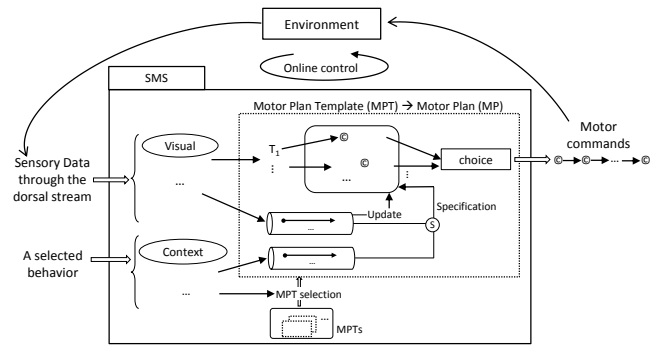 Environment
Online control
SMS
Motor Plan Template (MPT) → Motor Plan (MP)
Motor
commands
Visual
T1
©
©
...
⋮
⋮
choice
© © ... ©
Sensory Data
through the
dorsal stream
...
Update
Specification
...
S
A selected
behavior
Context
...
...
MPT selection
...
MPTs